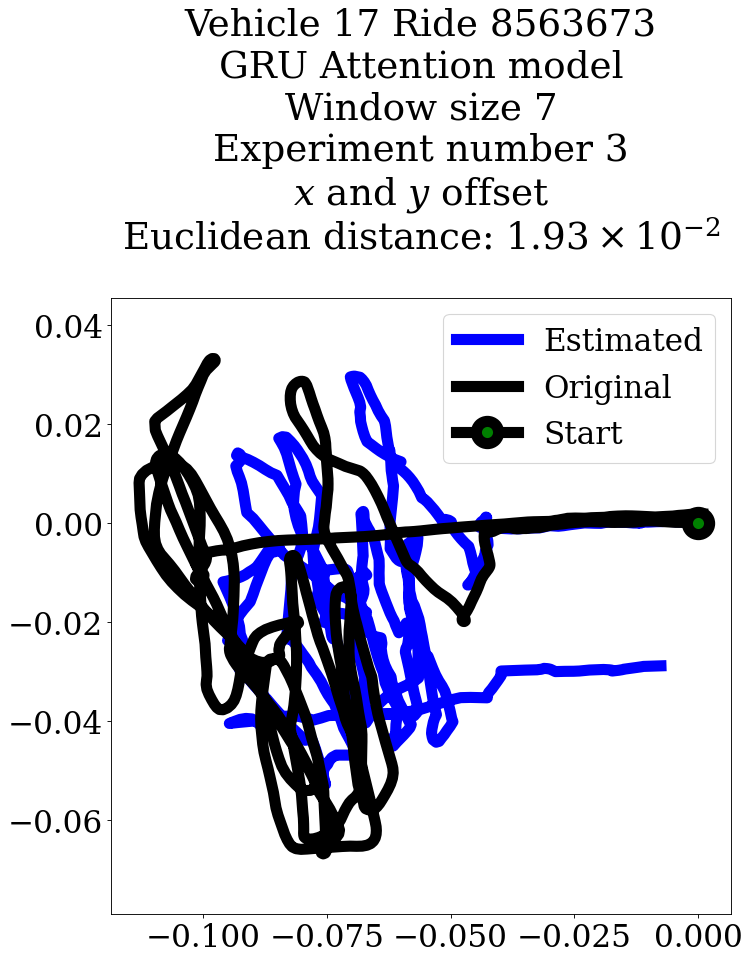 Vehicle 17 Ride 8563673
GRU Attention model
Window size 7
Experiment number 3
x and y offset
Euclidean distance: 1.93 × 10⁻²
Estimated
Original
Start
0.04
0.02
0.00
−0.02
−0.04
−0.06
−0.100 −0.075 −0.050 −0.025 0.000